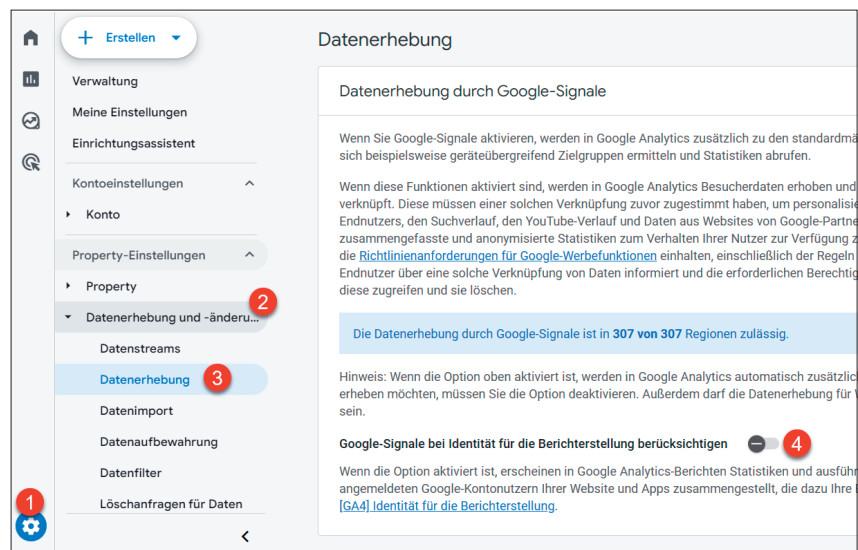 Erstellen
Verwaltung
Meine Einstellungen
Einrichtungsassistent
Kontoeinstellungen
Konto
Property-Einstellungen
Property
2
Datenerhebung und -änderu...
Datenstreams
Datenerhebung
3
Datenimport
Datenaufbewahrung
Datenfilter
1
Löschanfragen für Daten
Datenerhebung
Datenerhebung durch Google-Signale
Wenn Sie Google-Signale aktivieren, werden in Google Analytics zusätzlich zu den standardmä
sich beispielsweise geräteübergreifend Zielgruppen ermitteln und Statistiken abrufen.
Wenn diese Funktionen aktiviert sind, werden in Google Analytics Besucherdaten erhoben und
verknüpft. Diese müssen einer solchen Verknüpfung zuvor zugestimmt haben, um personalisie
Endnutzers, den Suchverlauf, den YouTube-Verlauf und Daten aus Websites von Google-Partne
zusammengefasste und anonymisierte Statistiken zum Verhalten Ihrer Nutzer zur Verfügung z
die Richtlinienanforderungen für Google-Werbefunktionen einhalten, einschließlich der Regeln
Endnutzer über eine solche Verknüpfung von Daten informiert und die erforderlichen Berechtig
diese zugreifen und sie löschen.
Die Datenerhebung durch Google-Signale ist in 307 von 307 Regionen zulässig.
Hinweis: Wenn die Option oben aktiviert ist, werden in Google Analytics automatisch zusätzlic
erheben möchten, müssen Sie die Option deaktivieren. Außerdem darf die Datenerhebung für W
sein.
Google-Signale bei Identität für die Berichterstellung berücksichtigen
4
Wenn die Option aktiviert ist, erscheinen in Google Analytics-Berichten Statistiken und ausführ
angemeldeten Google-Kontonutzern Ihrer Website und Apps zusammengestellt, die dazu Ihre E
[GA4] Identität für die Berichterstellung.